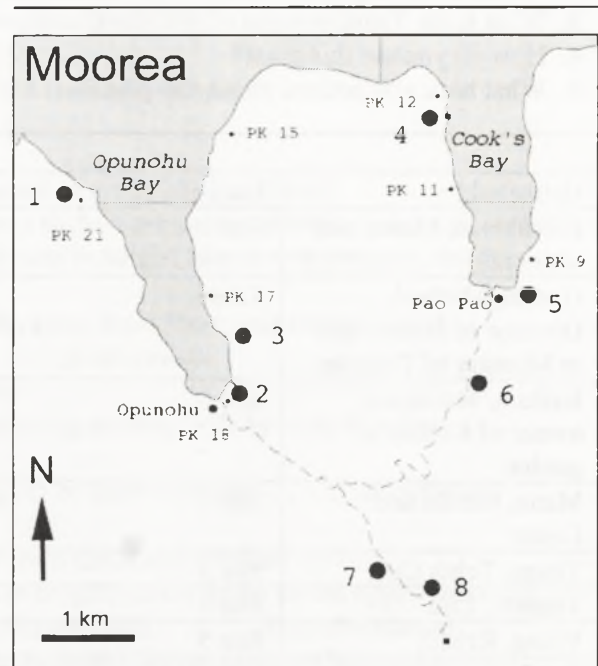 Moorea
PK 12
4
PK 15
Cook's
Bay
Opunohu
Bay
1
PK 11
PK 21
PK 9
PK 17
Pao Pao
5
3
6
2
Opunohu
PK 18
N
7
8
1 km